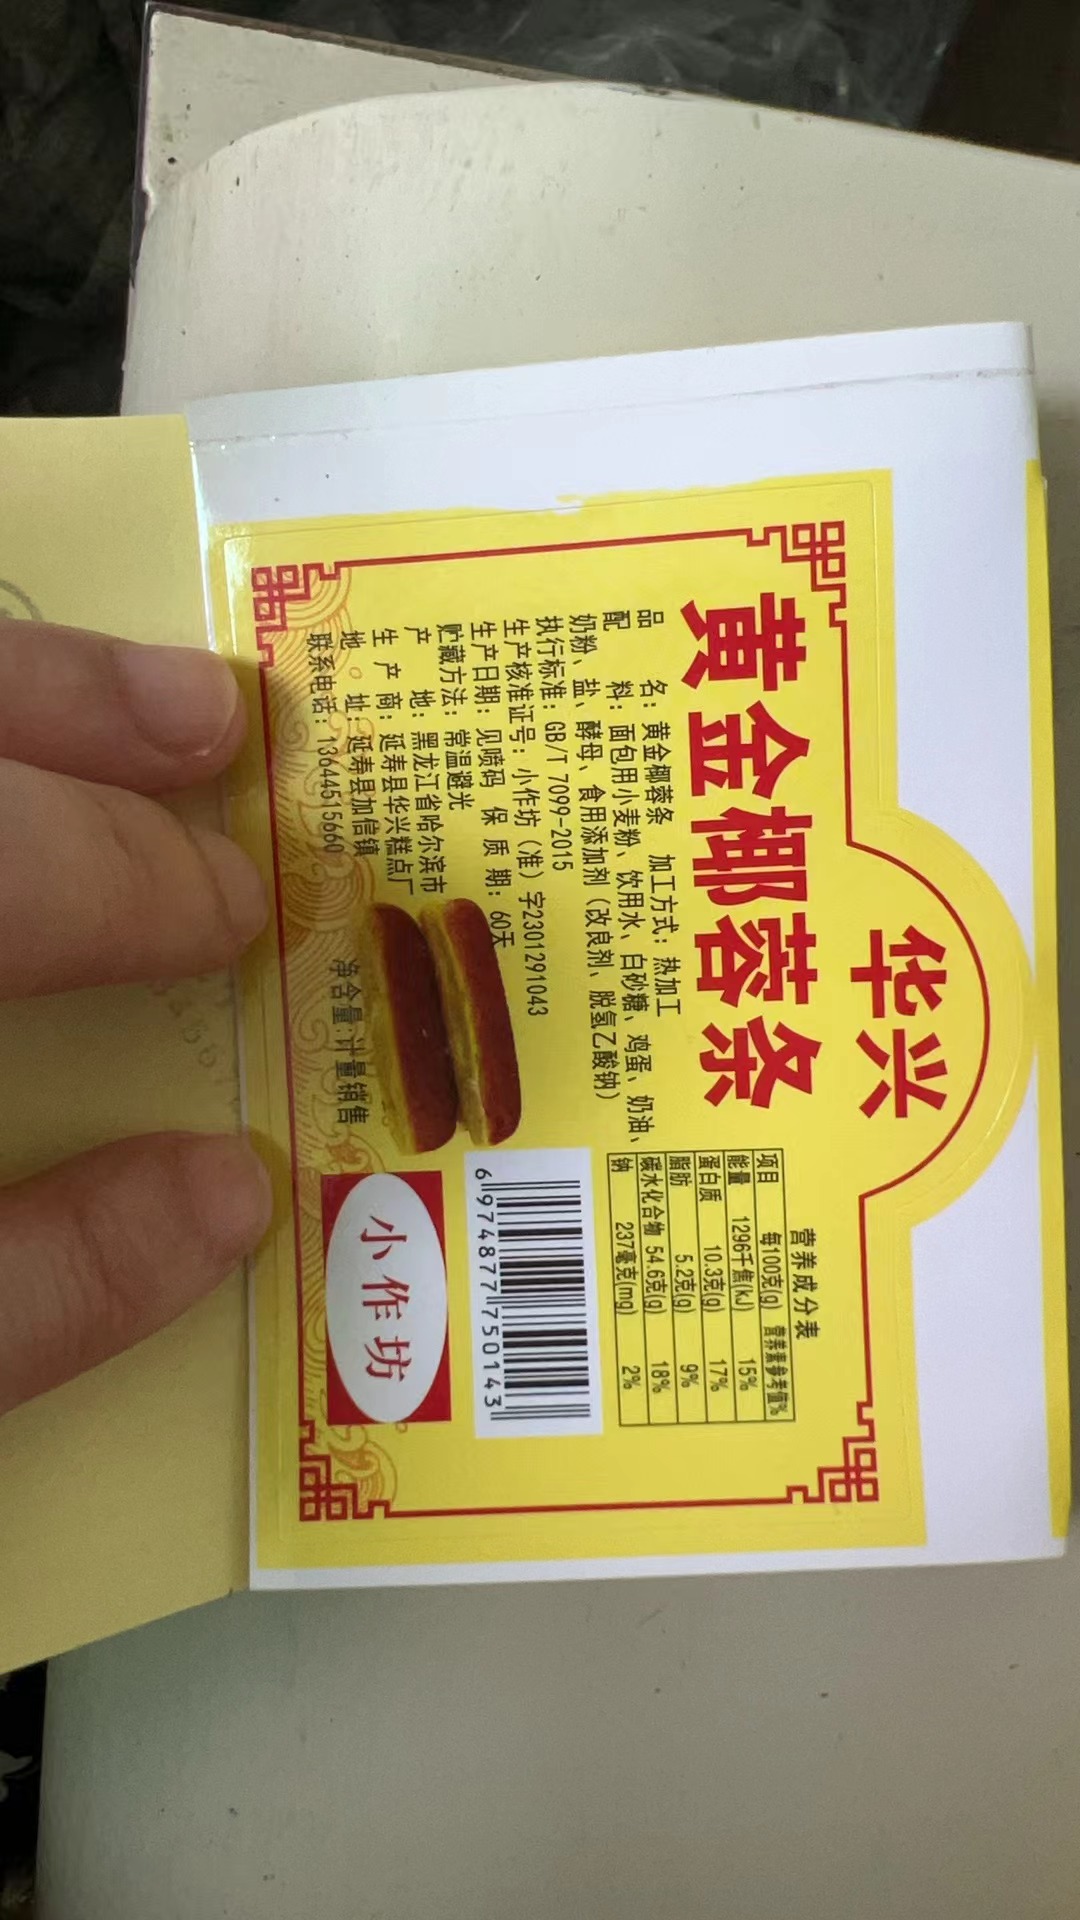 华兴
黄金椰蓉条
品 名：黄金椰蓉条 加工方式：热加工
配 料：面包用小麦粉、饮用水、白砂糖、鸡蛋、奶油、
奶粉、盐、酵母、食用添加剂（改良剂、脱氢乙酸钠）
执行标准：GB/T 7099-2015
生产核准证号：小作坊（准）字2301291043
生产日期：见喷码 保 质 期：60天
贮藏方法：常温避光
产 地：黑龙江省哈尔滨市
生 产 商：延寿县华兴糕点厂
地 址：延寿县加信镇
联系电话：13644515660
净含量：计量销售
营养成分表
项目 每100克(g) 营养素参考值%
能量 1296千焦(kJ) 15%
蛋白质 10.3克(g) 17%
脂肪 5.2克(g) 9%
碳水化合物 54.6克(g) 18%
钠 237毫克(mg) 2%
6974877750143
小作坊